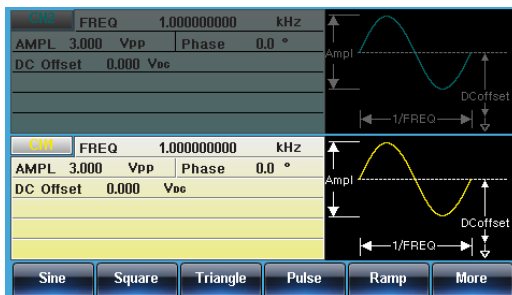 CH2 FREQ 1.000000000 kHz
AMPL 3.000 Vpp Phase 0.0 °
DC Offset 0.000 VDC
Ampl
DCoffset
1/FREQ
CH1 FREQ 1.000000000 kHz
AMPL 3.000 Vpp Phase 0.0 °
DC Offset 0.000 VDC
Ampl
DCoffset
1/FREQ
Sine Square Triangle Pulse Ramp More